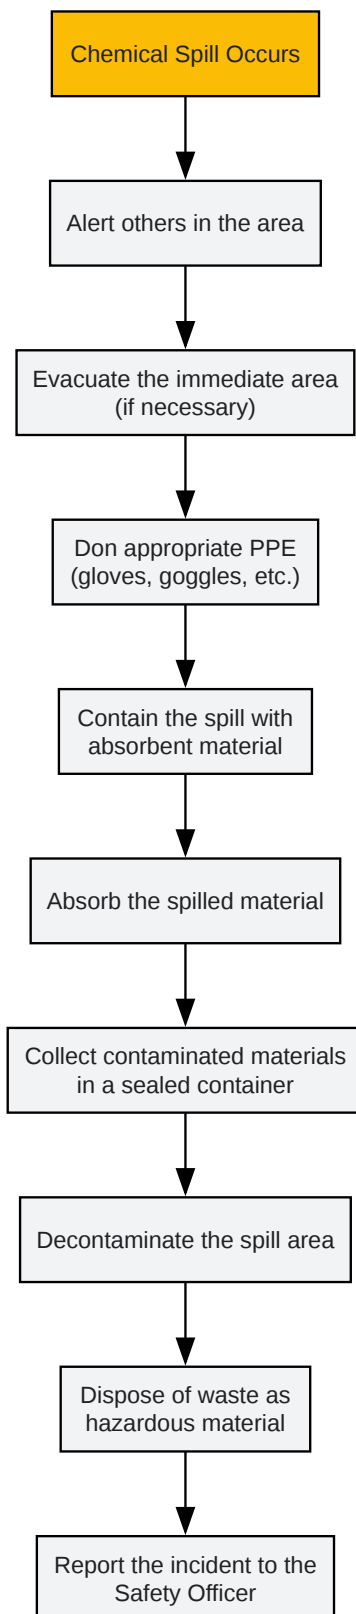 Chemical Spill Occurs
Alert others in the area
Evacuate the immediate area
(if necessary)
Don appropriate PPE
(gloves, goggles, etc.)
Contain the spill with
absorbent material
Absorb the spilled material
Collect contaminated materials
in a sealed container
Decontaminate the spill area
Dispose of waste as
hazardous material
Report the incident to the
Safety Officer